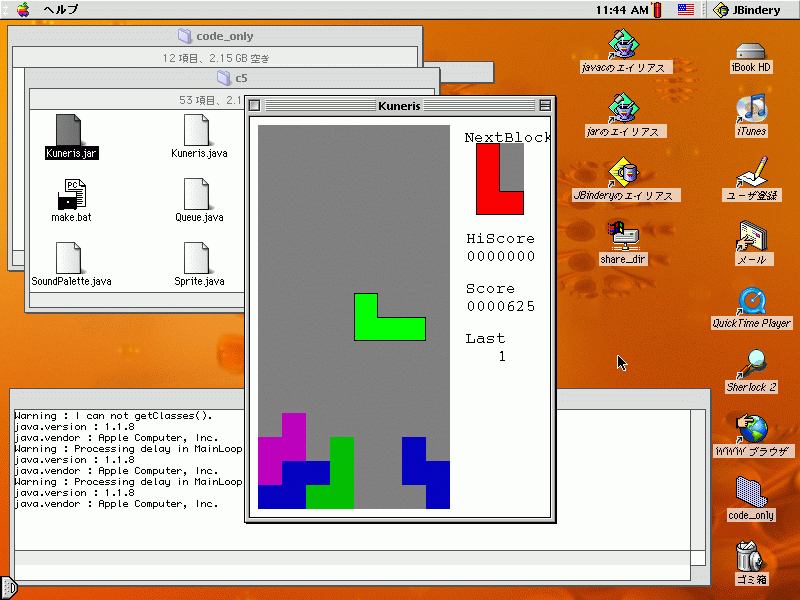 ヘルプ
11:44 AM
JBindery
code_only
12 項目、2.15 GB 空き
c5
53 項目、2.1
Kuneris.jar
Kuneris.java
make.bat
PC
Queue.java
SoundPalette.java
Sprite.java
Kuneris
NextBlock
HiScore
0000000
Score
0000625
Last
1
Warning : I can not getClasses().
java.version : 1.1.8
java.vendor : Apple Computer, Inc.
Warning : Processing delay in MainLoop
java.version : 1.1.8
java.vendor : Apple Computer, Inc.
Warning : Processing delay in MainLoop
java.version : 1.1.8
java.vendor : Apple Computer, Inc.
javacのエイリアス
jarのエイリアス
JBinderyのエイリアス
share_dir
iBook HD
iTunes
ユーザ登録
メール
QuickTime Player
Sherlock 2
WWW ブラウザ
code_only
ゴミ箱